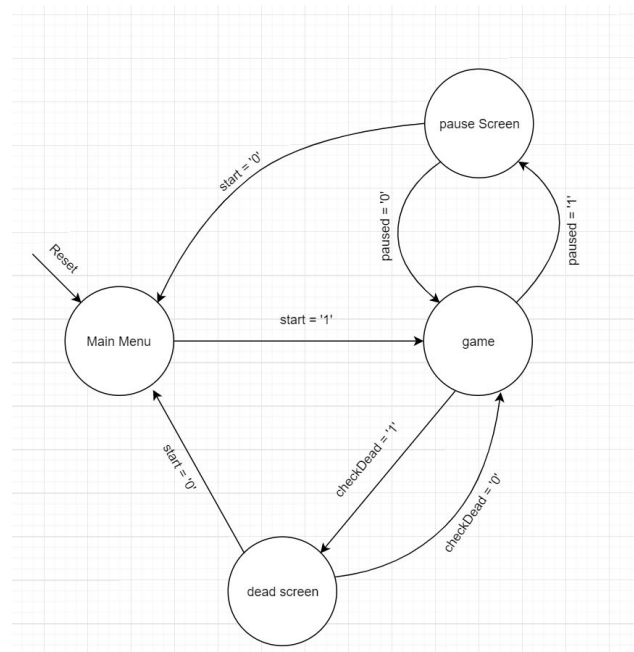 pause Screen
start = '0'
paused = '0'
paused = '1'
Reset
Main Menu
start = '1'
game
start = '0'
checkDead = '1'
checkDead = '0'
dead screen